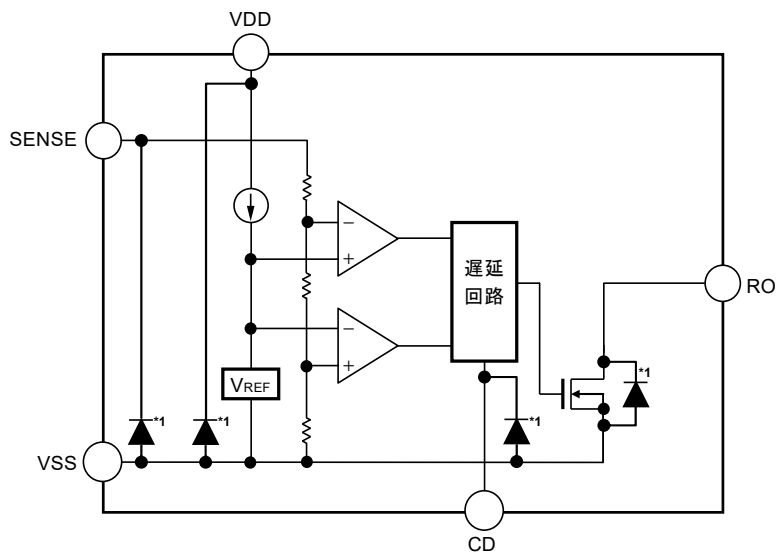 VDD
SENSE
−
+
遅延
回路
RO
−
+
*1
VREF
*1
*1
*1
VSS
CD